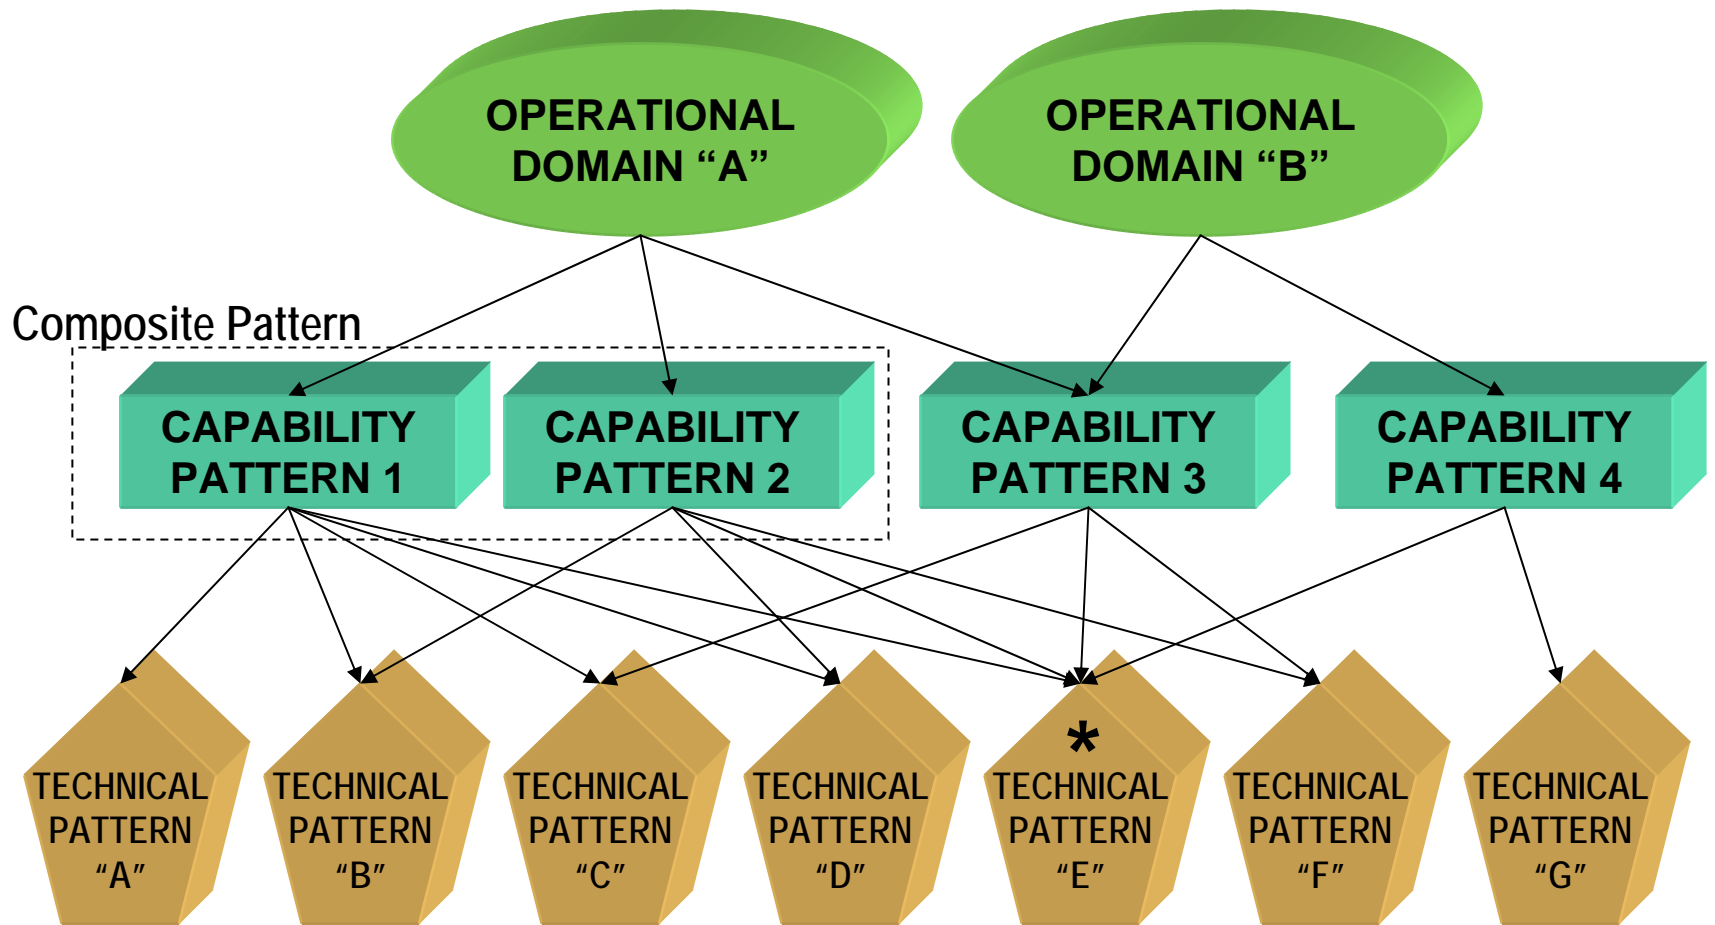 OPERATIONAL
DOMAIN “A”
OPERATIONAL
DOMAIN “B”
Composite Pattern
CAPABILITY
PATTERN 1
CAPABILITY
PATTERN 2
CAPABILITY
PATTERN 3
CAPABILITY
PATTERN 4
TECHNICAL
PATTERN
“A”
TECHNICAL
PATTERN
“B”
TECHNICAL
PATTERN
“C”
TECHNICAL
PATTERN
“D”
*
TECHNICAL
PATTERN
“E”
TECHNICAL
PATTERN
“F”
TECHNICAL
PATTERN
“G”